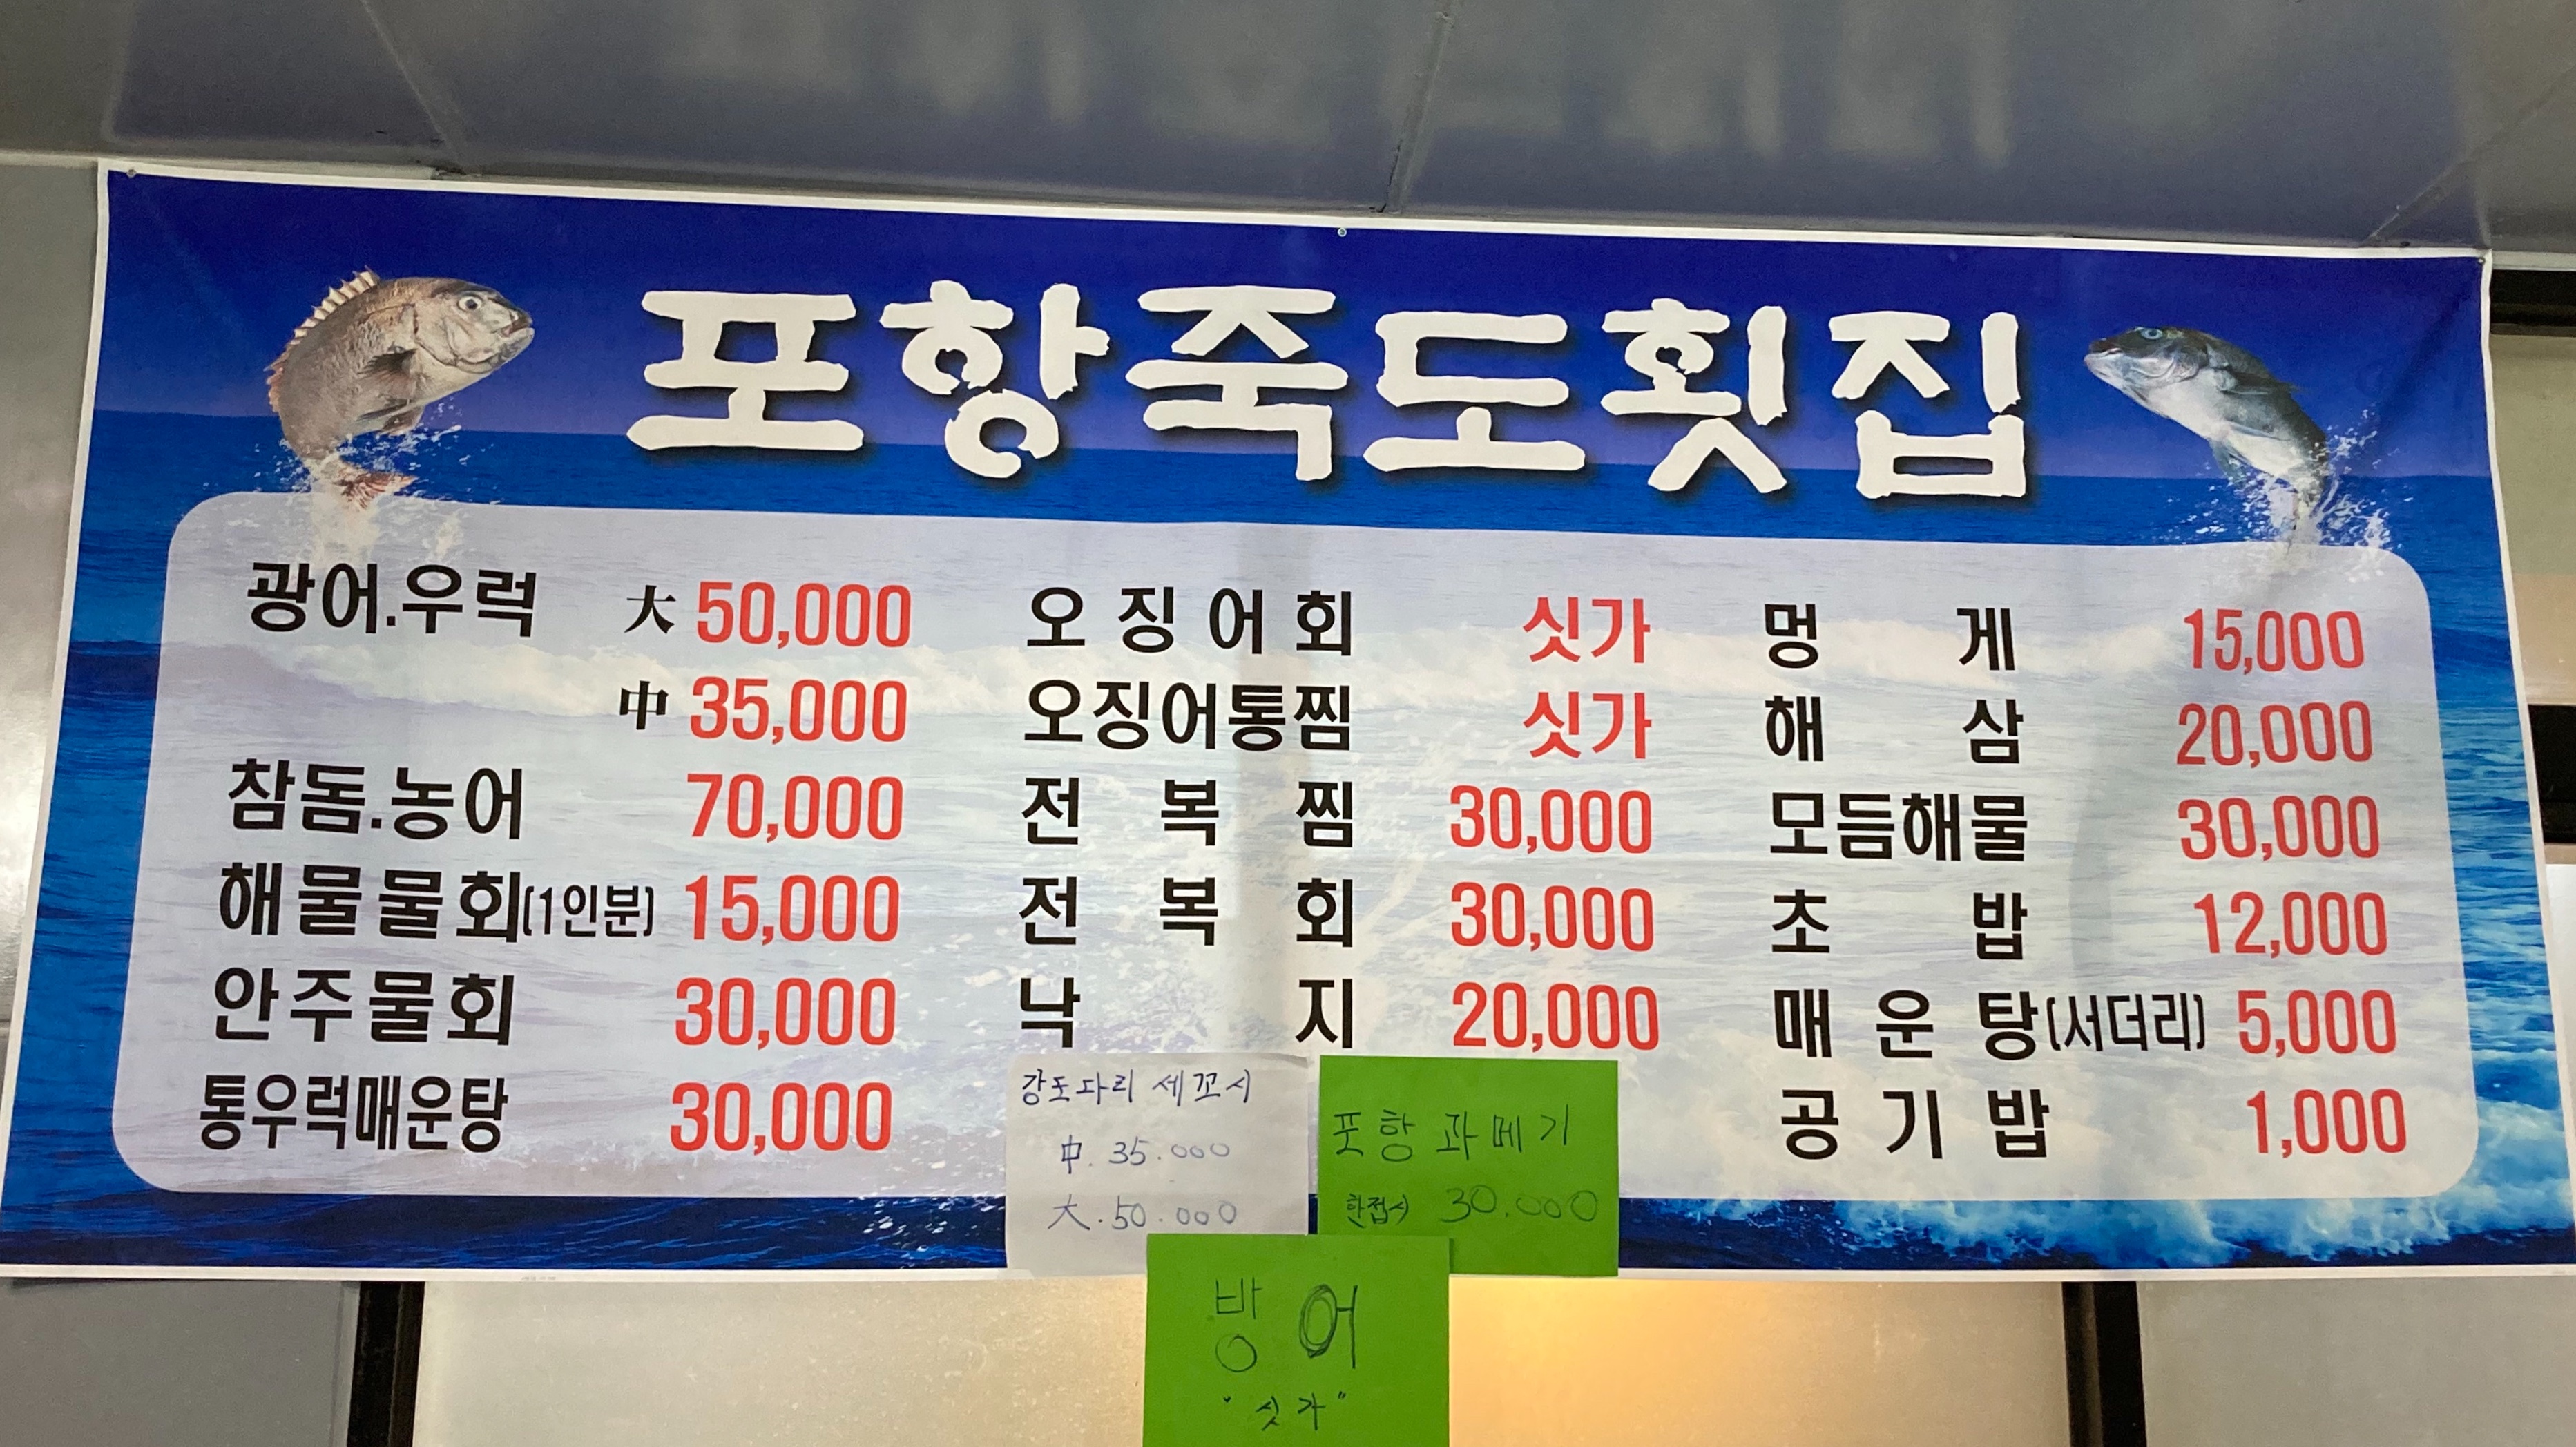 포항죽도횟집
광어.우럭 大 50,000
中 35,000
참돔.농어 70,000
해물물회(1인분) 15,000
안주물회 30,000
통우럭매운탕 30,000
오징어회 싯가
오징어통찜 싯가
전복찜 30,000
전복회 30,000
낙지 20,000
멍게 15,000
해삼 20,000
모듬해물 30,000
초밥 12,000
매운탕(서더리) 5,000
공기밥 1,000
강도다리 세꼬시
中. 35.000
大. 50.000
포항 과메기
한접시 30.000
방어
"싯가"